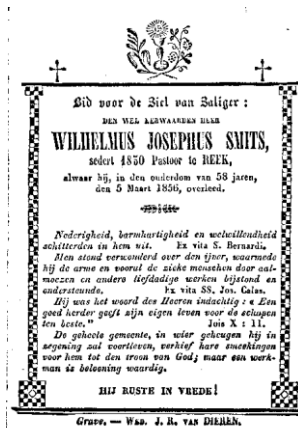 Bid voor de Ziel van Zaliger :
DEN WEL EERWAARDEN HEER
WILHELMUS JOSEPHUS SMITS,
sedert 1830 Pastoor te REEK,
alwaar hij, in den ouderdom van 58 jaren,
den 5 Maart 1856, overleed.
Nederigheid, barmhartigheid en welwillendheid
schitterden in hem uit. Ex vita S. Bernardi.
Men stond verwonderd over den ijver, waarmede
hij de arme en vooral de zieke menschen door aal-
moezen en andere liefdadige werken bijstond en
ondersteunde. Ex vita SS. Jos. Calas.
Hij was het woord des Heeren indachtig : « Een
goed herder geeft zijn eigen leven voor de schapen
ten beste." Jois X : 11.
De geheele gemeente, in wier geheugen hij in
zegening zal voortleven, verhief hare smeekingen
voor hem tot den troon van God; maar een werk-
man is belooning waardig.
HIJ RUSTE IN VREDE!
Grave, — WED. J. R. VAN DIEREN.